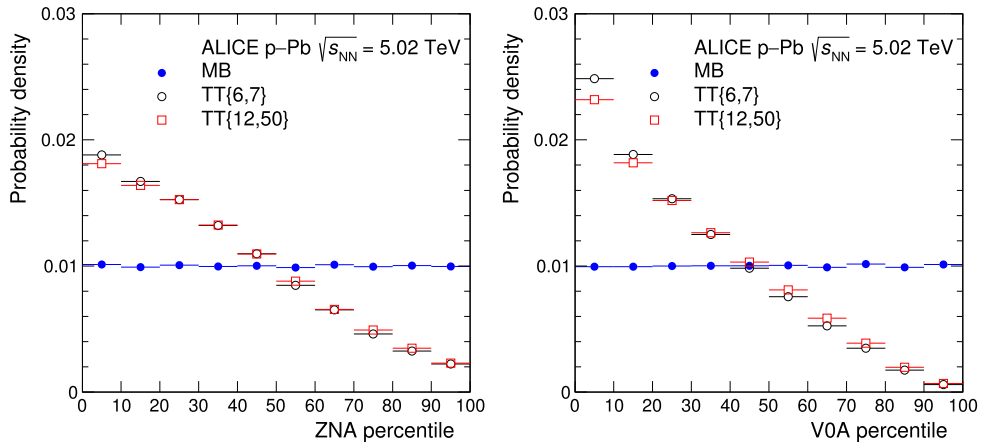 0.03
ALICE p–Pb √sNN = 5.02 TeV
MB
TT{6,7}
TT{12,50}
0.02
0.01
0
Probability density
0 10 20 30 40 50 60 70 80 90 100
ZNA percentile
0.03
ALICE p–Pb √sNN = 5.02 TeV
MB
TT{6,7}
TT{12,50}
0.02
0.01
0
Probability density
0 10 20 30 40 50 60 70 80 90 100
V0A percentile